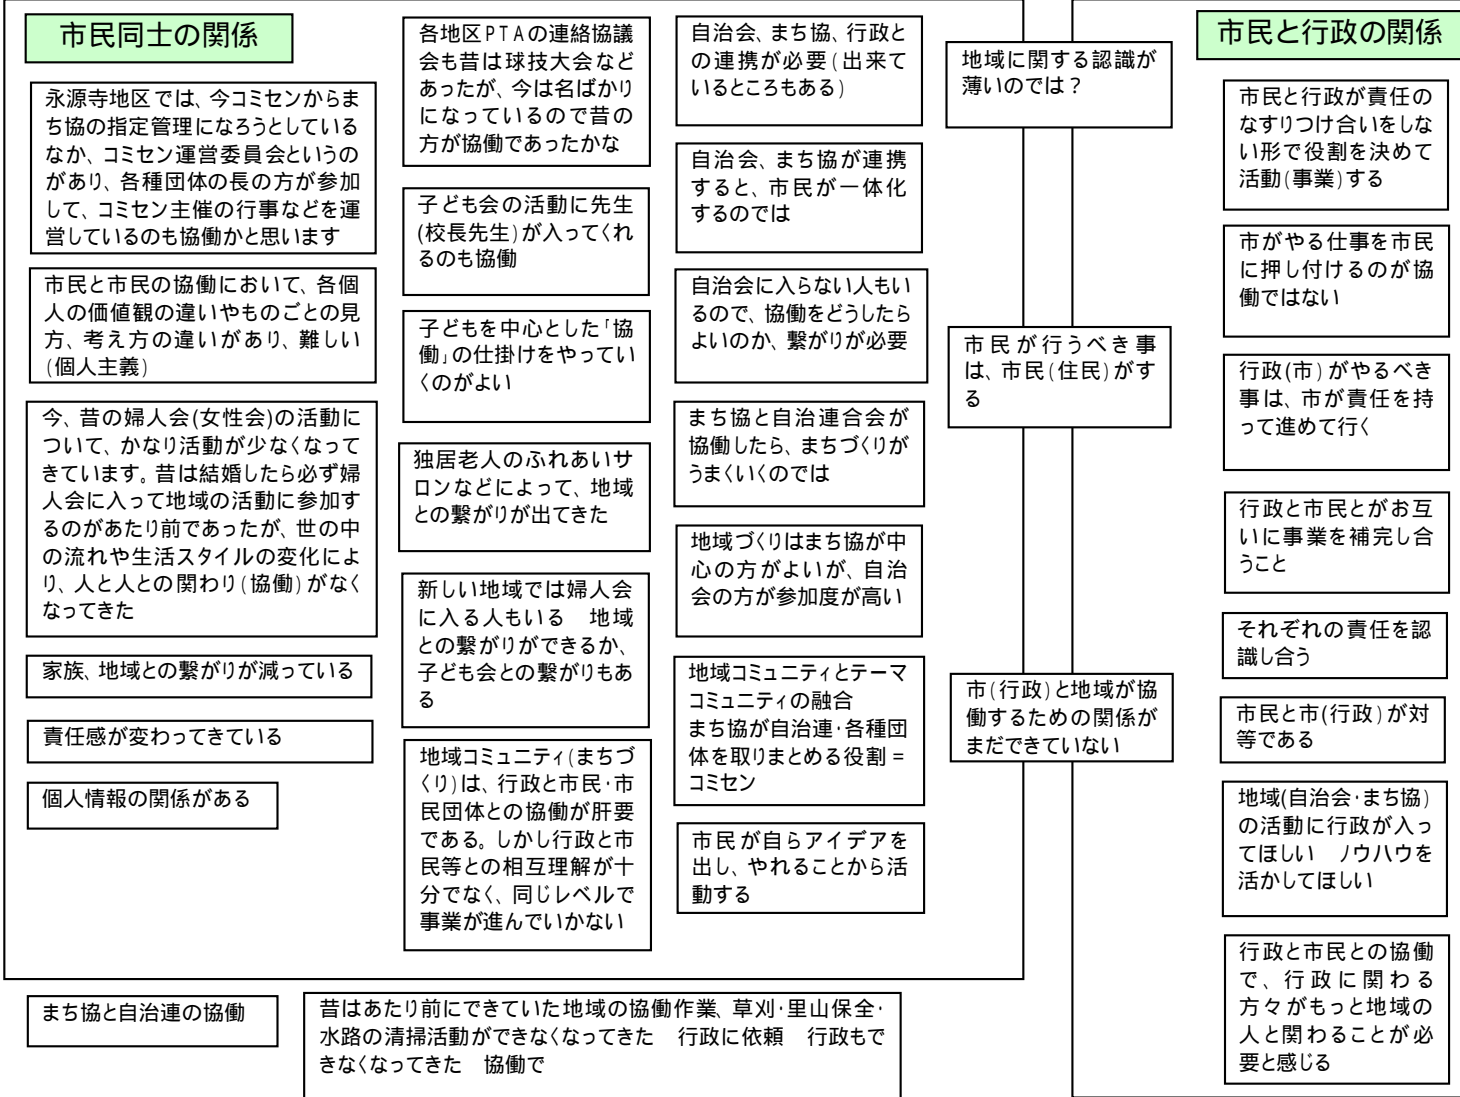 市民同士の関係
永源寺地区では、今コミセンからま
ち協の指定管理になろうとしている
なか、コミセン運営委員会というの
があり、各種団体の長の方が参加
して、コミセン主催の行事などを運
営しているのも協働かと思います
市民と市民の協働において、各個
人の価値観の違いやものごとの見
方、考え方の違いがあり、難しい
(個人主義)
今、昔の婦人会(女性会)の活動に
ついて、かなり活動が少なくなって
きています。昔は結婚したら必ず婦
人会に入って地域の活動に参加す
るのがあたり前であったが、世の中
の流れや生活スタイルの変化によ
り、人と人との関わり(協働)がなく
なってきた
家族、地域との繋がりが減っている
責任感が変わってきている
個人情報の関係がある
各地区PTAの連絡協議
会も昔は球技大会など
あったが、今は名ばかり
になっているので昔の
方が協働であったかな
子ども会の活動に先生
(校長先生)が入ってくれ
るのも協働
子どもを中心とした「協
働」の仕掛けをやってい
くのがよい
独居老人のふれあいサ
ロンなどによって、地域
との繋がりが出てきた
新しい地域では婦人会
に入る人もいる　地域
との繋がりができるか、
子ども会との繋がりもあ
る
地域コミュニティ(まちづ
くり)は、行政と市民・市
民団体との協働が肝要
である。しかし行政と市
民等との相互理解が十
分でなく、同じレベルで
事業が進んでいかない
自治会、まち協、行政と
の連携が必要(出来て
いるところもある)
自治会、まち協が連携
すると、市民が一体化
するのでは
自治会に入らない人もい
るので、協働をどうしたら
よいのか、繋がりが必要
まち協と自治連合会が
協働したら、まちづくりが
うまくいくのでは
地域づくりはまち協が中
心の方がよいが、自治
会の方が参加度が高い
地域コミュニティとテーマ
コミュニティの融合
まち協が自治連・各種団
体を取りまとめる役割=
コミセン
市民が自らアイデアを
出し、やれることから活
動する
地域に関する認識が
薄いのでは?
市民が行うべき事
は、市民(住民)がす
る
市(行政)と地域が協
働するための関係が
まだできていない
市民と行政の関係
市民と行政が責任の
なすりつけ合いをしな
い形で役割を決めて
活動(事業)する
市がやる仕事を市民
に押し付けるのが協
働ではない
行政(市)がやるべき
事は、市が責任を持
って進めて行く
行政と市民とがお互
いに事業を補完し合
うこと
それぞれの責任を認
識し合う
市民と市(行政)が対
等である
地域(自治会・まち協)
の活動に行政が入っ
てほしい　ノウハウを
活かしてほしい
行政と市民との協働
で、行政に関わる
方々がもっと地域の
人と関わることが必
要と感じる
まち協と自治連の協働
昔はあたり前にできていた地域の協働作業、草刈・里山保全・
水路の清掃活動ができなくなってきた　行政に依頼　行政もで
きなくなってきた　協働で